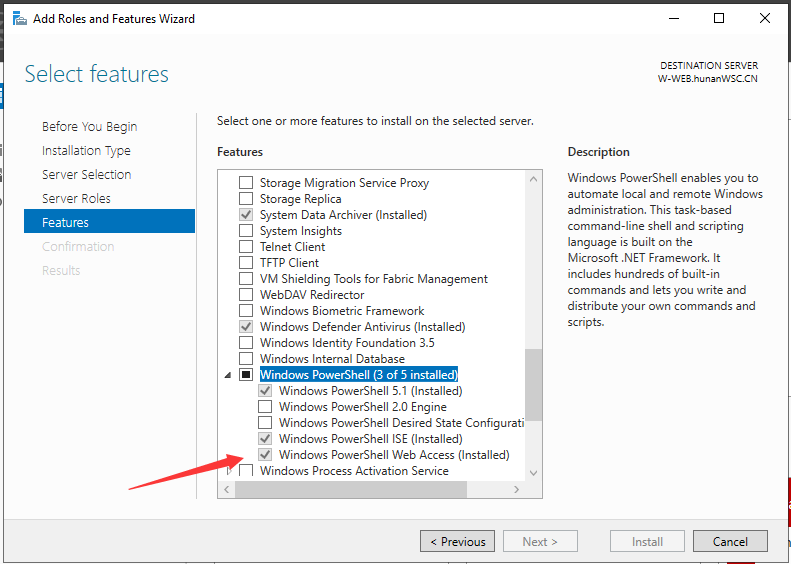 Add Roles and Features Wizard
Select features
DESTINATION SERVER
W-WEB.hunanWSC.CN
Before You Begin
Installation Type
Server Selection
Server Roles
Features
Confirmation
Results
Select one or more features to install on the selected server.
Features
Storage Migration Service Proxy
Storage Replica
System Data Archiver (Installed)
System Insights
Telnet Client
TFTP Client
VM Shielding Tools for Fabric Management
WebDAV Redirector
Windows Biometric Framework
Windows Defender Antivirus (Installed)
Windows Identity Foundation 3.5
Windows Internal Database
Windows PowerShell (3 of 5 installed)
Windows PowerShell 5.1 (Installed)
Windows PowerShell 2.0 Engine
Windows PowerShell Desired State Configurati
Windows PowerShell ISE (Installed)
Windows PowerShell Web Access (Installed)
Windows Process Activation Service
Description
Windows PowerShell enables you to
automate local and remote Windows
administration. This task-based
command-line shell and scripting
language is built on the
Microsoft .NET Framework. It
includes hundreds of built-in
commands and lets you write and
distribute your own commands and
scripts.
< Previous
Next >
Install
Cancel